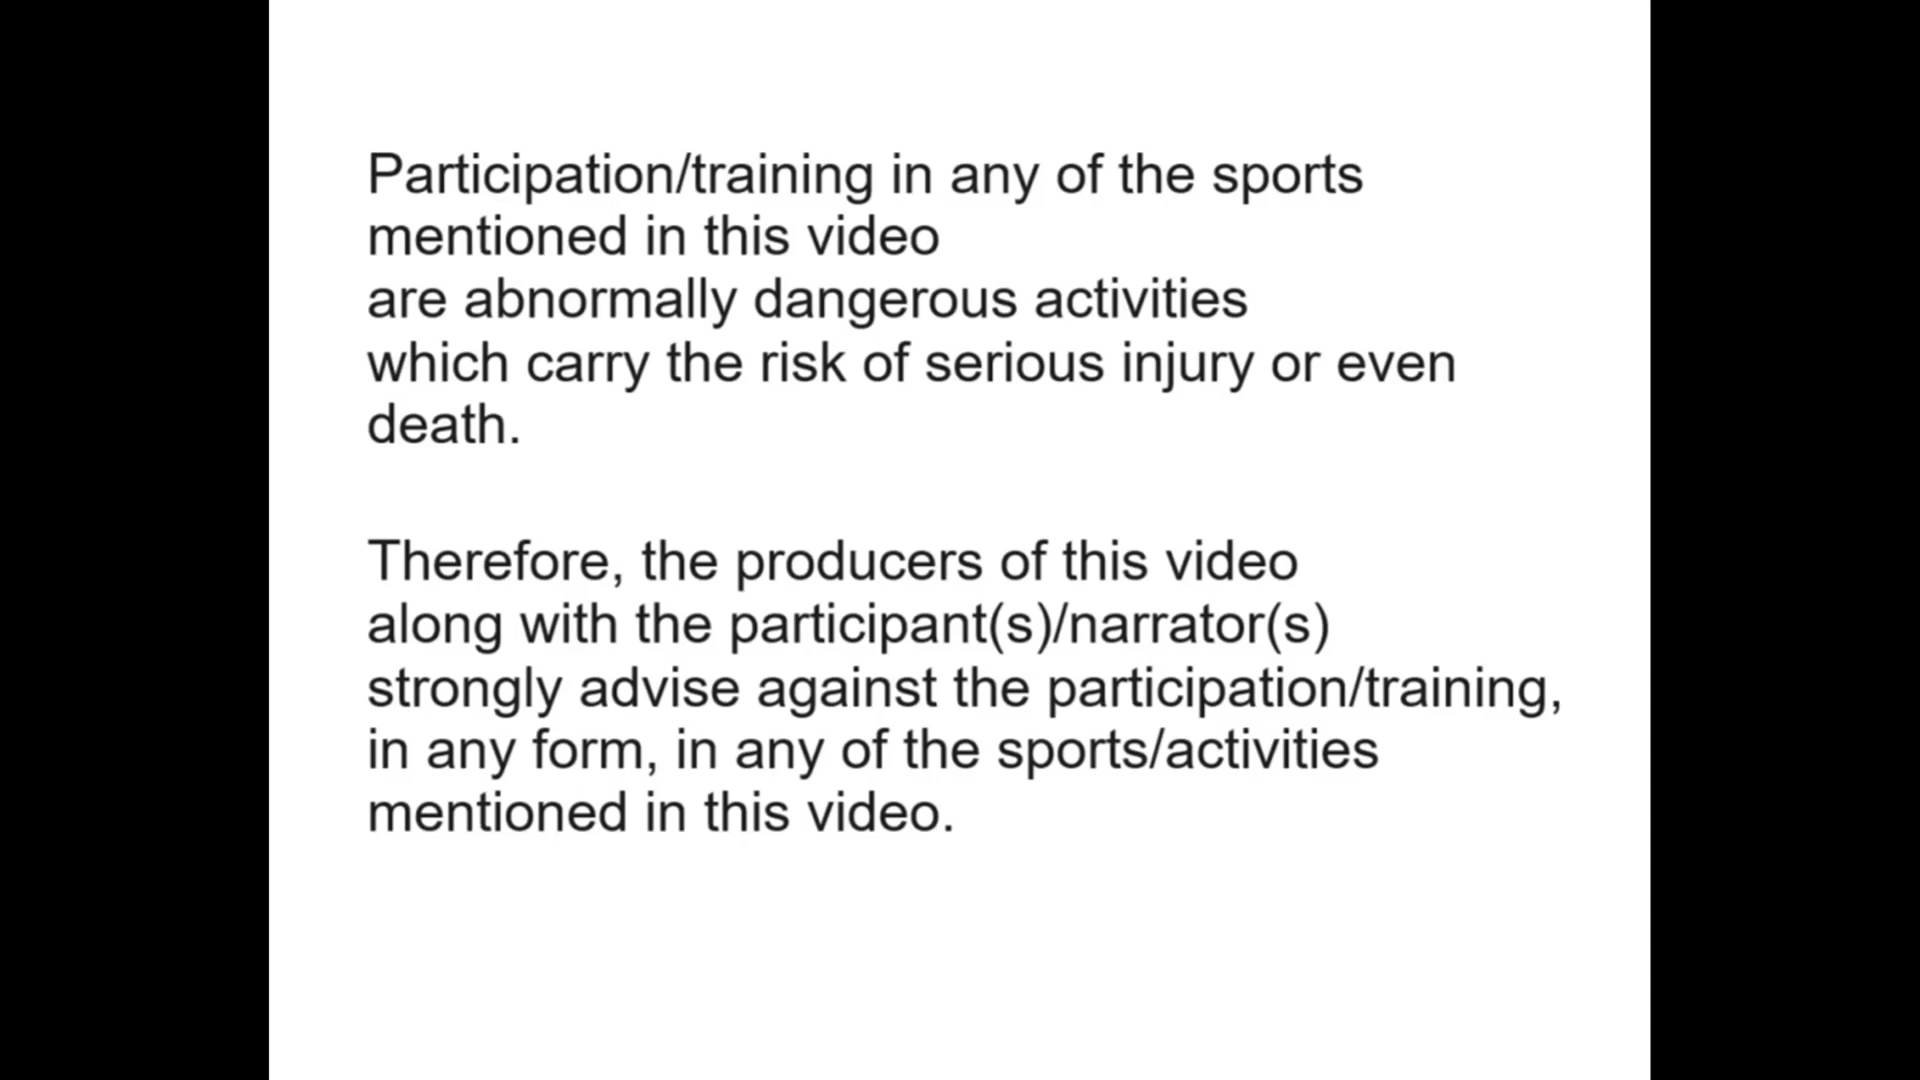 Participation/training in any of the sports
mentioned in this video
are abnormally dangerous activities
which carry the risk of serious injury or even
death.
Therefore, the producers of this video
along with the participant(s)/narrator(s)
strongly advise against the participation/training,
in any form, in any of the sports/activities
mentioned in this video.